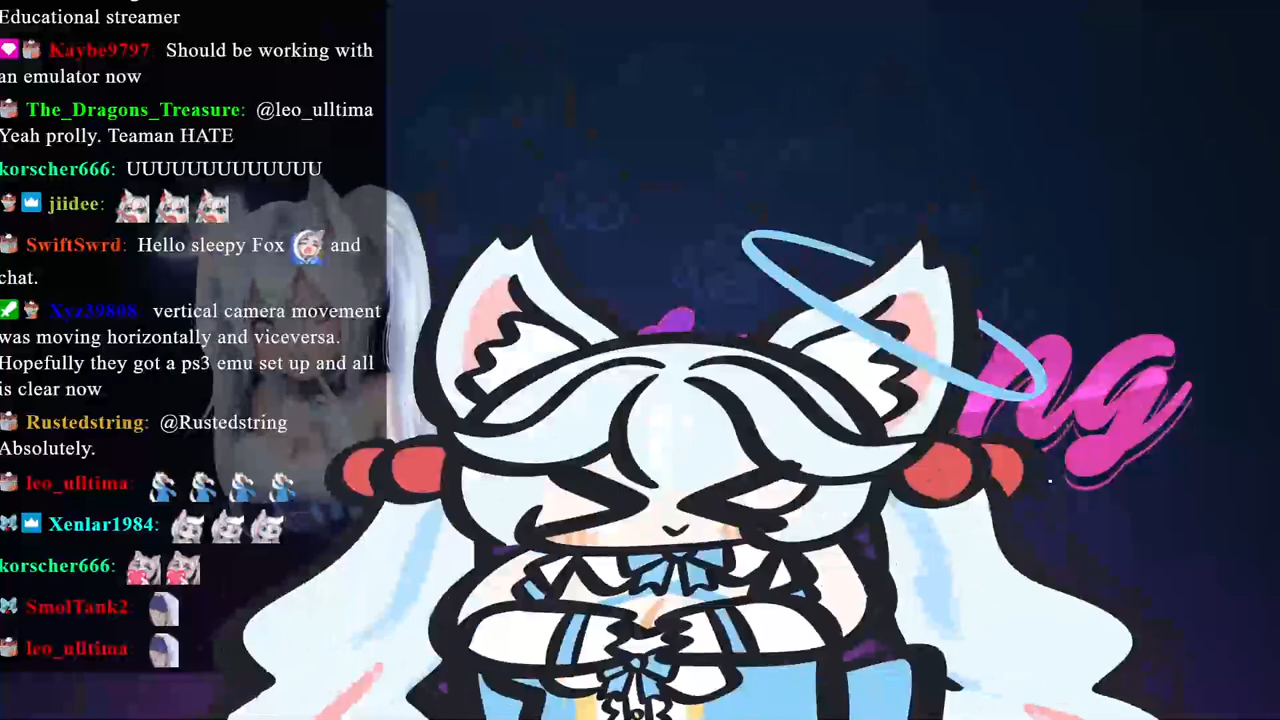 Educational streamer
Kaybe9797: Should be working with
an emulator now
The_Dragons_Treasure: @leo_ulltima
Yeah prolly. Teaman HATE
korscher666: UUUUUUUUUUUUU
jiidee:
SwiftSwrd: Hello sleepy Fox and
chat.
Xyz39808: vertical camera movement
was moving horizontally and viceversa.
Hopefully they got a ps3 emu set up and all
is clear now
Rustedstring: @Rustedstring
Absolutely.
leo_ulltima:
Xenlar1984:
korscher666:
SmolTank2:
leo_ulltima:
ng